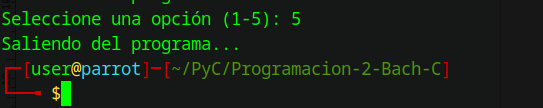 Seleccione una opción (1-5): 5
Saliendo del programa...
┌─[user@parrot]─[~/PyC/Programacion-2-Bach-C]
└──╼ $